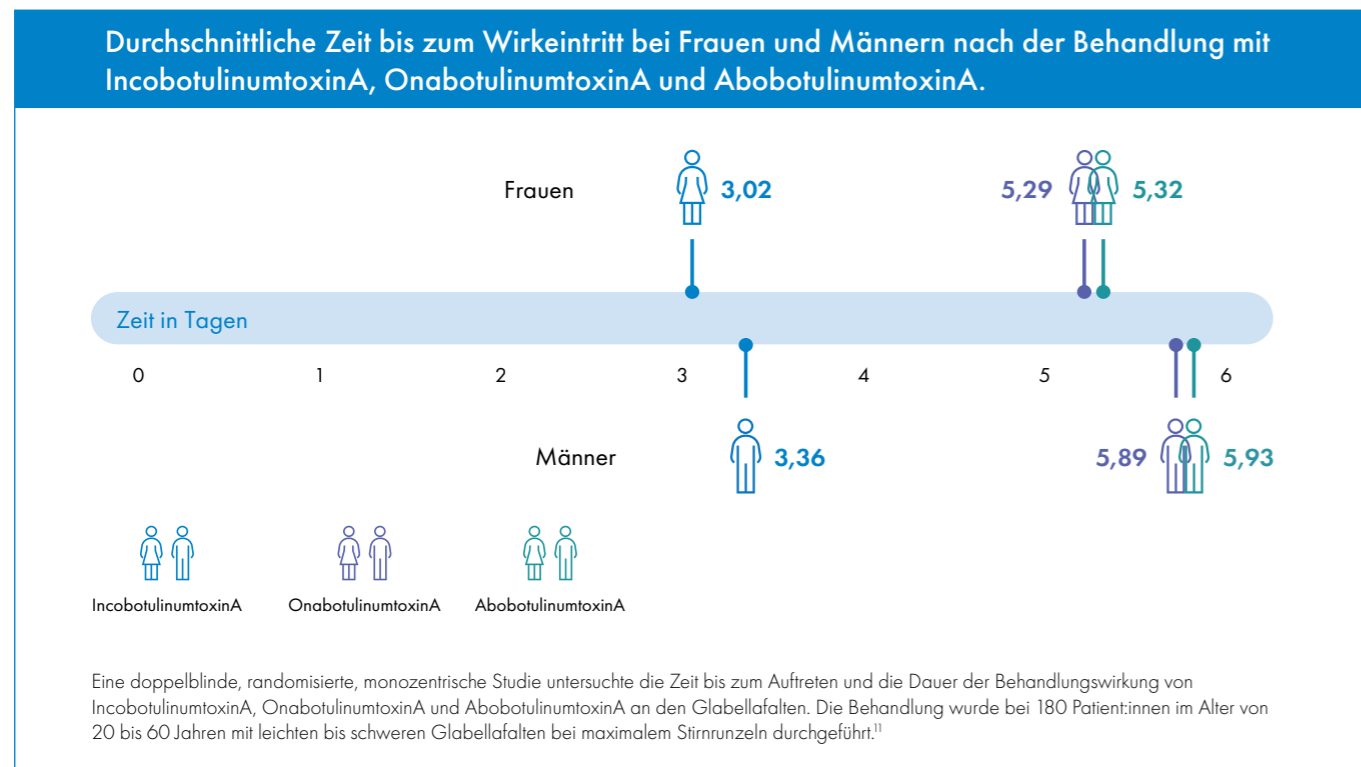 Durchschnittliche Zeit bis zum Wirkeintritt bei Frauen und Männern nach der Behandlung mit
IncobotulinumtoxinA, OnabotulinumtoxinA und AbobotulinumtoxinA.
Frauen 3,02 5,29 5,32
Zeit in Tagen
0 1 2 3 4 5 6
Männer 3,36 5,89 5,93
IncobotulinumtoxinA OnabotulinumtoxinA AbobotulinumtoxinA
Eine doppelblinde, randomisierte, monozentrische Studie untersuchte die Zeit bis zum Auftreten und die Dauer der Behandlungswirkung von
IncobotulinumtoxinA, OnabotulinumtoxinA und AbobotulinumtoxinA an den Glabellafalten. Die Behandlung wurde bei 180 Patient:innen im Alter von
20 bis 60 Jahren mit leichten bis schweren Glabellafalten bei maximalem Stirnrunzeln durchgeführt.¹¹